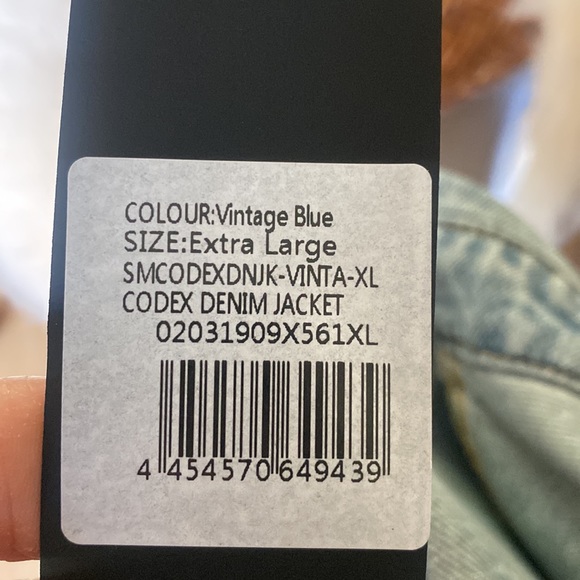 COLOUR:Vintage Blue
SIZE:Extra Large
SMCODEXDNJK-VINTA-XL
CODEX DENIM JACKET
02031909X561XL
4 454570 649439